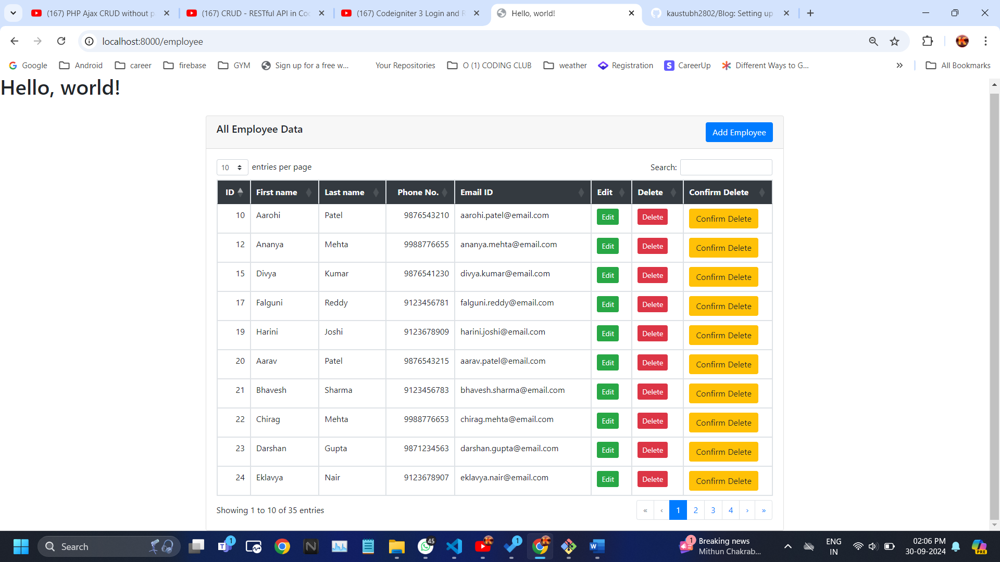 (167) PHP Ajax CRUD without p
(167) CRUD - RESTful API in Coc
(167) Codeigniter 3 Login and R
Hello, world!
kaustubh2802/Blog: Setting up
localhost:8000/employee
Google Android career firebase GYM Sign up for a free w... Your Repositories O (1) CODING CLUB weather Registration CareerUp Different Ways to G... All Bookmarks
Hello, world!
All Employee Data
Add Employee
10 entries per page
Search:
ID First name Last name Phone No. Email ID Edit Delete Confirm Delete
10 Aarohi Patel 9876543210 aarohi.patel@email.com Edit Delete Confirm Delete
12 Ananya Mehta 9988776655 ananya.mehta@email.com Edit Delete Confirm Delete
15 Divya Kumar 9876541230 divya.kumar@email.com Edit Delete Confirm Delete
17 Falguni Reddy 9123456781 falguni.reddy@email.com Edit Delete Confirm Delete
19 Harini Joshi 9123678909 harini.joshi@email.com Edit Delete Confirm Delete
20 Aarav Patel 9876543215 aarav.patel@email.com Edit Delete Confirm Delete
21 Bhavesh Sharma 9123456783 bhavesh.sharma@email.com Edit Delete Confirm Delete
22 Chirag Mehta 9988776653 chirag.mehta@email.com Edit Delete Confirm Delete
23 Darshan Gupta 9871234563 darshan.gupta@email.com Edit Delete Confirm Delete
24 Eklavya Nair 9123678907 eklavya.nair@email.com Edit Delete Confirm Delete
Showing 1 to 10 of 35 entries
« ‹ 1 2 3 4 › »
Search
1
45
1
1
Breaking news
Mithun Chakrab...
ENG
IN
02:06 PM
30-09-2024
PRE